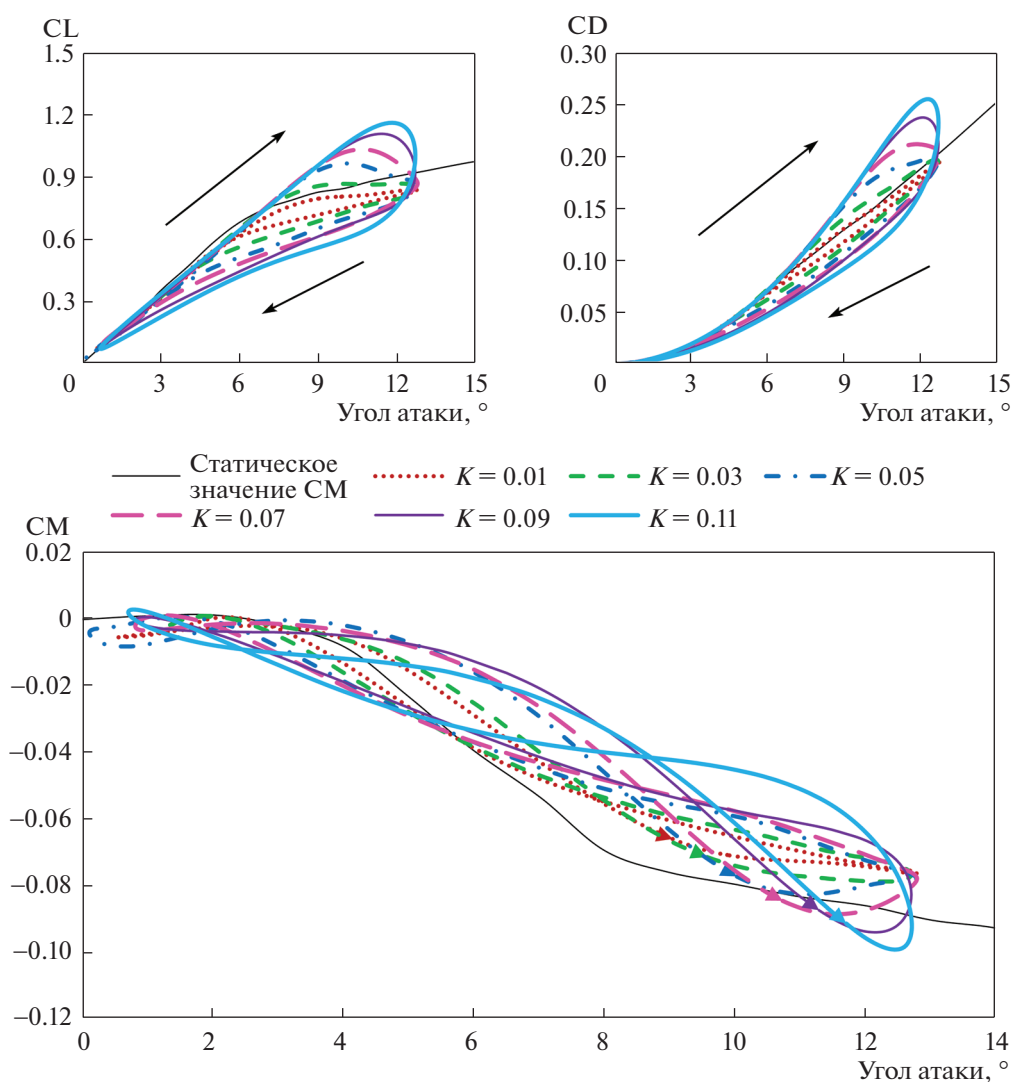 CL
1.5
1.2
0.9
0.6
0.3
0
3
6
9
12
15
Угол атаки, °
CD
0.30
0.25
0.20
0.15
0.10
0.05
0
3
6
9
12
15
Угол атаки, °
Статическое
значение CM
K = 0.01
K = 0.03
K = 0.05
K = 0.07
K = 0.09
K = 0.11
CM
0.02
0
–0.02
–0.04
–0.06
–0.08
–0.10
–0.12
0
2
4
6
8
10
12
14
Угол атаки, °